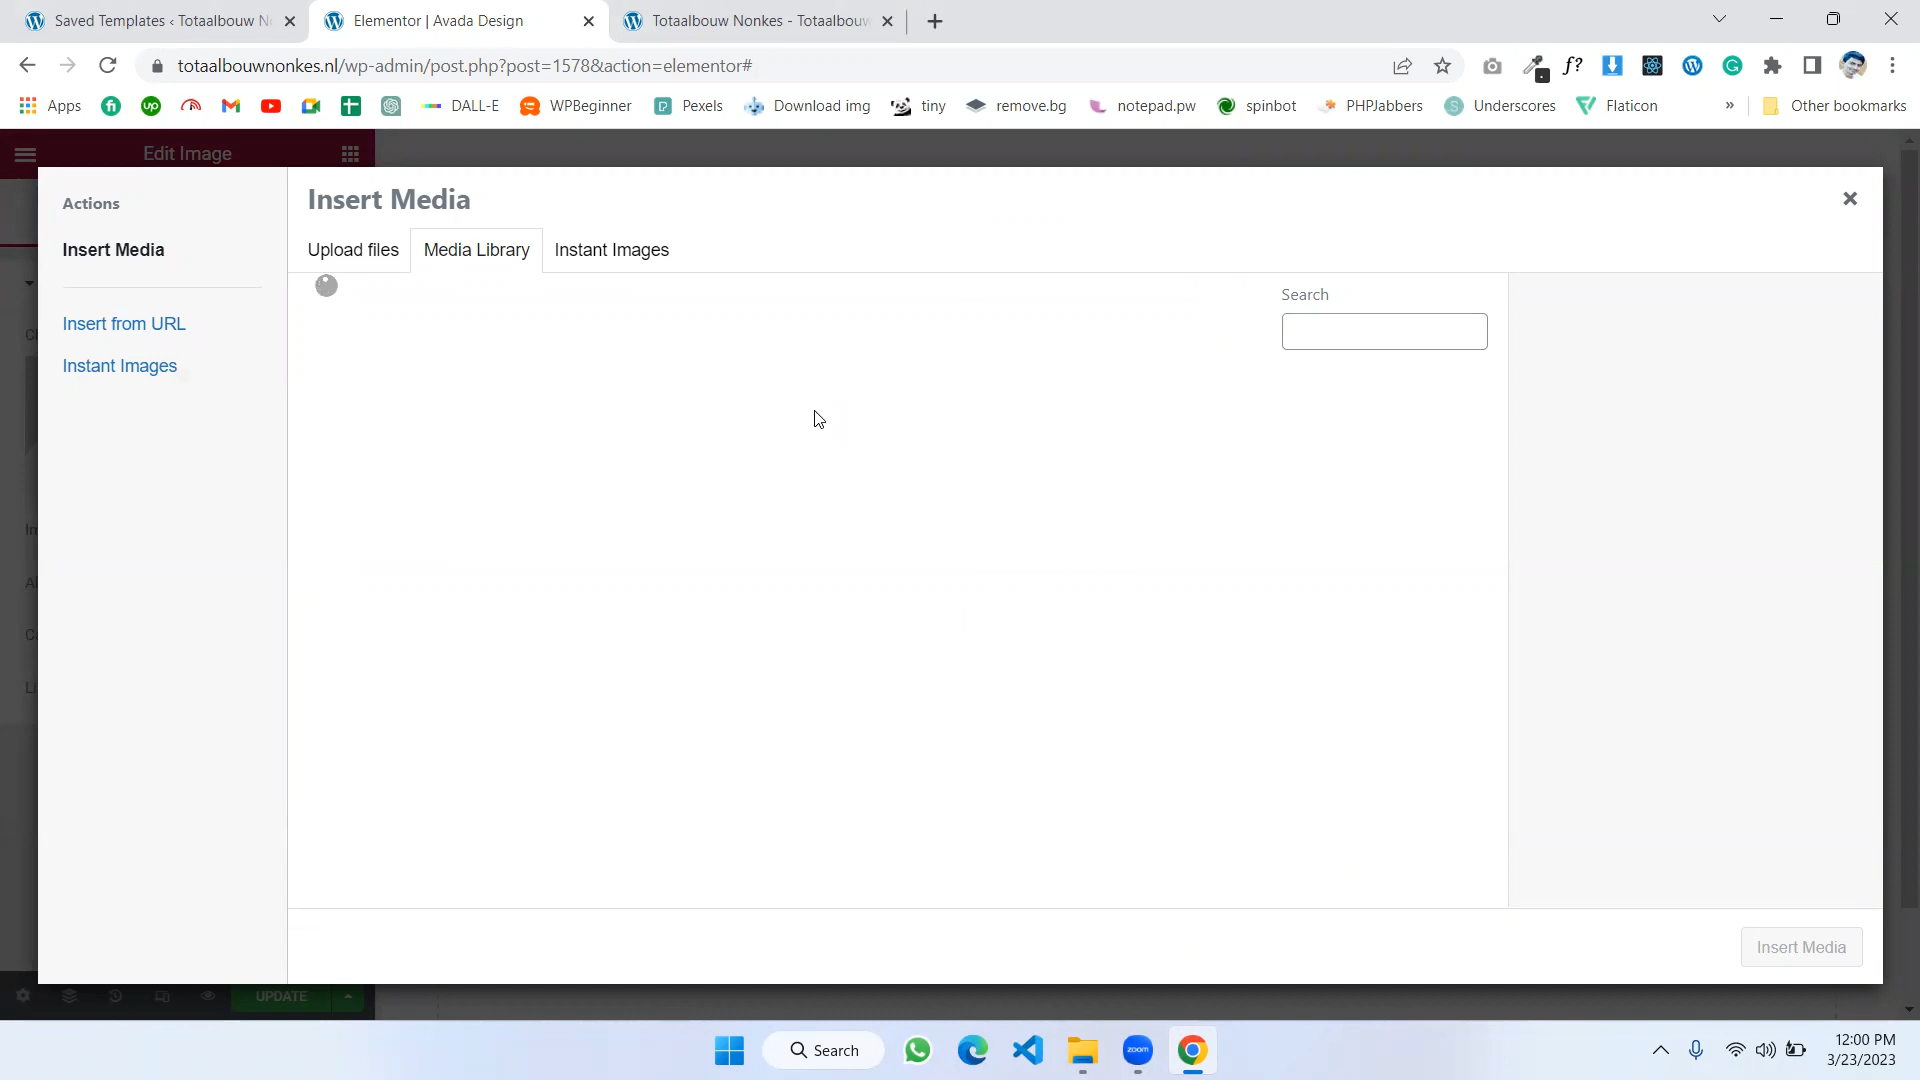 Saved Templates ‹ Totaalbouw N
Elementor | Avada Design
Totaalbouw Nonkes - Totaalbouw
totaalbouwnonkes.nl/wp-admin/post.php?post=1578&action=elementor#
Apps
DALL-E
WPBeginner
Pexels
Download img
tiny
remove.bg
notepad.pw
spinbot
PHPJabbers
Underscores
Flaticon
»
Other bookmarks
Edit Image
Actions
Insert Media
Insert from URL
Instant Images
Insert Media
Upload files
Media Library
Instant Images
Search
Insert Media
UPDATE
Search
zoom
12:00 PM
3/23/2023